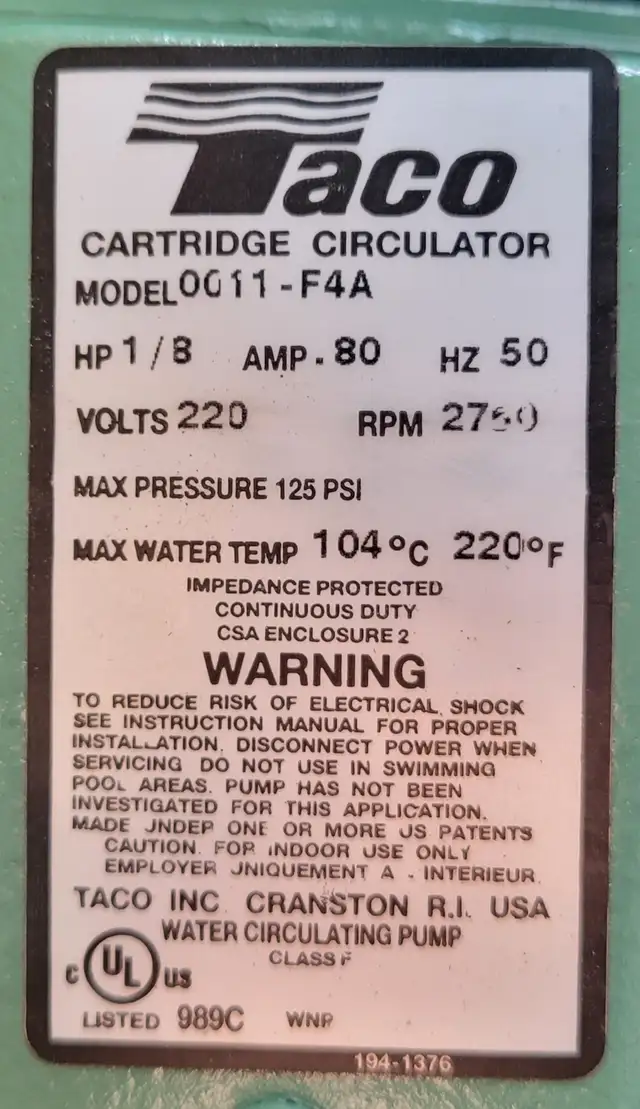 Taco
CARTRIDGE CIRCULATOR
MODEL 0011-F4A
HP 1/8 AMP .80 HZ 50
VOLTS 220 RPM
MAX PRESSURE 125 PSI
MAX WATER TEMP 104°C 220°F
IMPEDANCE PROTECTED
CONTINUOUS DUTY
CSA ENCLOSURE 2
WARNING
TO REDUCE RISK OF ELECTRICAL SHOCK
SEE INSTRUCTION MANUAL FOR PROPER
INSTALLATION. DISCONNECT POWER WHEN
SERVICING DO NOT USE IN SWIMMING
POOL AREAS. PUMP HAS NOT BEEN
INVESTIGATED FOR THIS APPLICATION.
MADE UNDER ONE OR MORE US PATENTS
CAUTION. FOR INDOOR USE ONLY
EMPLOYER UNIQUEMENT A L INTERIEUR
TACO INC. CRANSTON R.I. USA
WATER CIRCULATING PUMP
CLASS F
C UL US
LISTED 989C WNP
194-1376